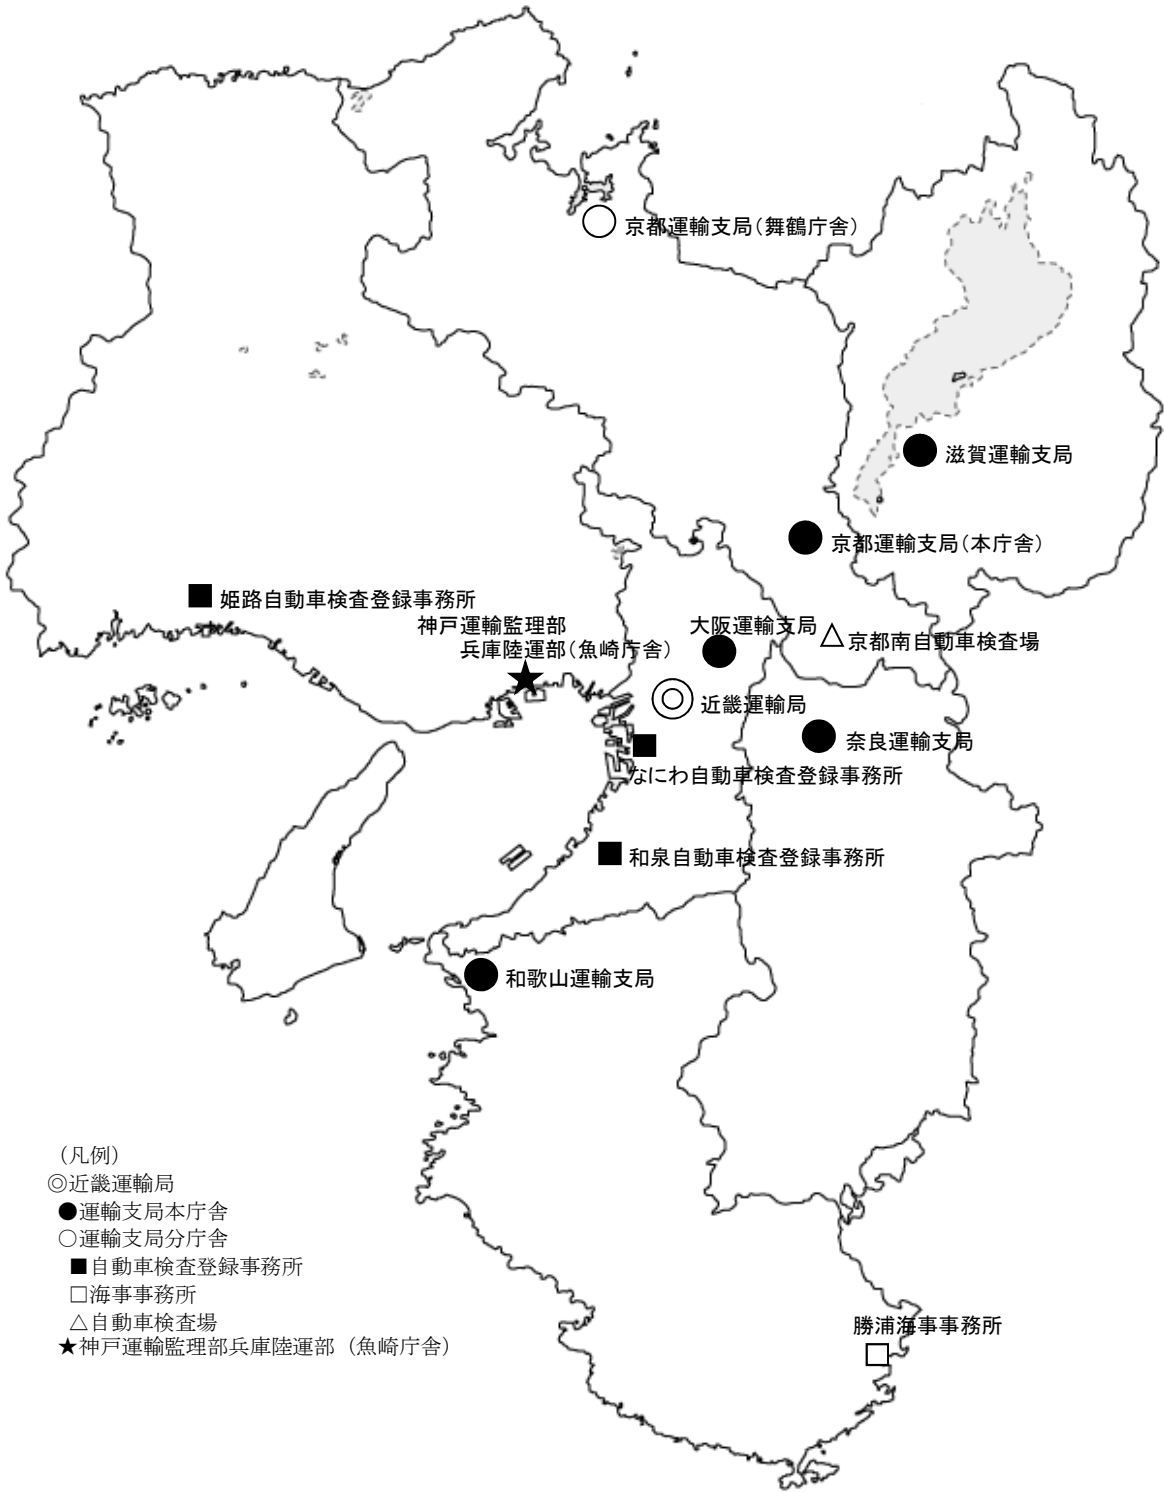 京都運輸支局（舞鶴庁舎）
滋賀運輸支局
京都運輸支局（本庁舎）
姫路自動車検査登録事務所
神戸運輸監理部
兵庫陸運部（魚崎庁舎）
大阪運輸支局
京都南自動車検査場
近畿運輸局
奈良運輸支局
なにわ自動車検査登録事務所
和泉自動車検査登録事務所
和歌山運輸支局
（凡例）
◎近畿運輸局
●運輸支局本庁舎
○運輸支局分庁舎
■自動車検査登録事務所
□海事事務所
△自動車検査場
★神戸運輸監理部兵庫陸運部（魚崎庁舎）
勝浦海事事務所